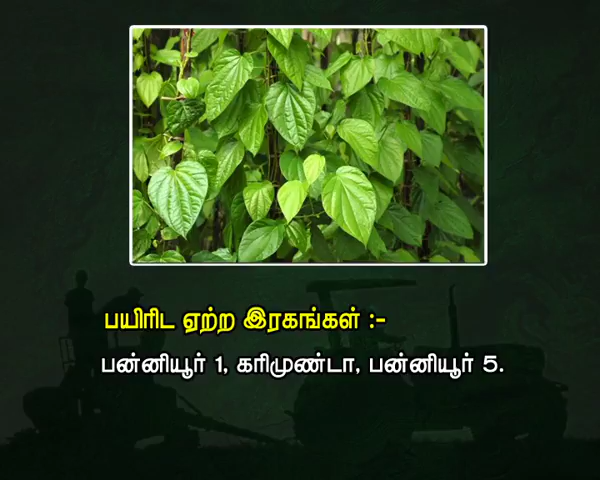 பயிரிட ஏற்ற இரகங்கள் :-
பன்னியூர் 1, கரிமுண்டா, பன்னியூர் 5.